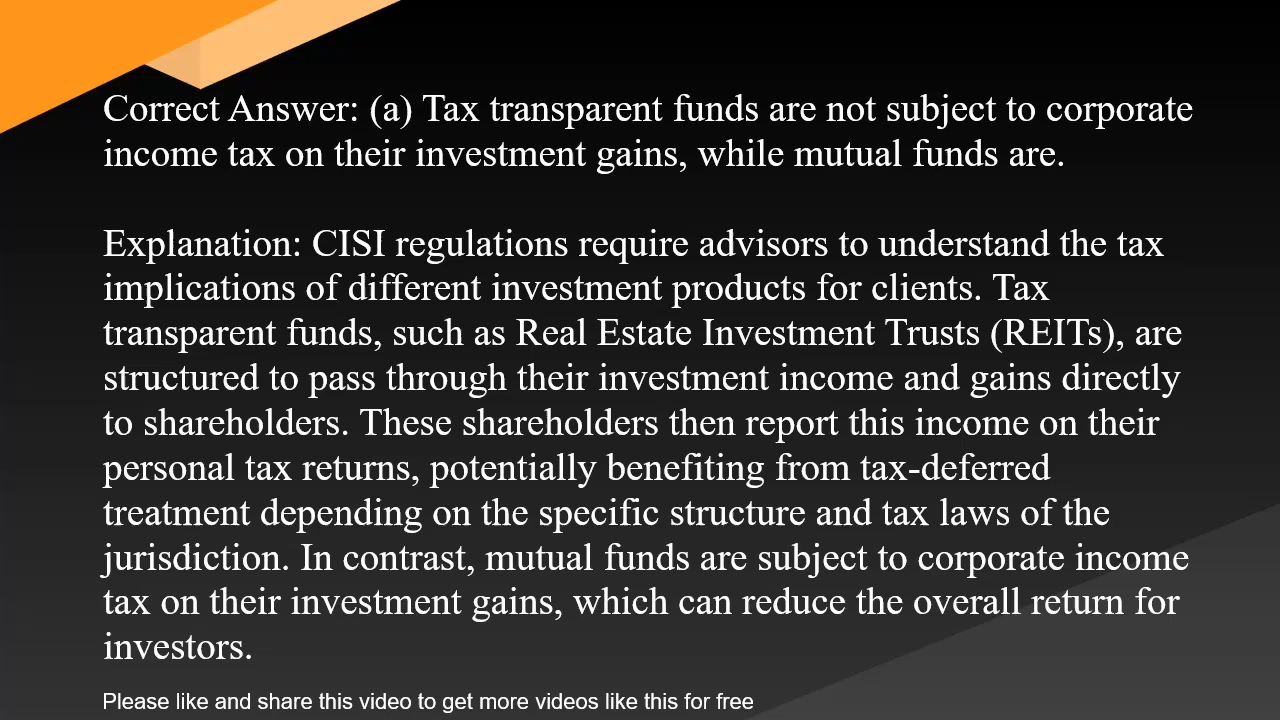 Correct Answer: (a) Tax transparent funds are not subject to corporate
income tax on their investment gains, while mutual funds are.
Explanation: CISI regulations require advisors to understand the tax
implications of different investment products for clients. Tax
transparent funds, such as Real Estate Investment Trusts (REITs), are
structured to pass through their investment income and gains directly
to shareholders. These shareholders then report this income on their
personal tax returns, potentially benefiting from tax-deferred
treatment depending on the specific structure and tax laws of the
jurisdiction. In contrast, mutual funds are subject to corporate income
tax on their investment gains, which can reduce the overall return for
investors.
Please like and share this video to get more videos like this for free